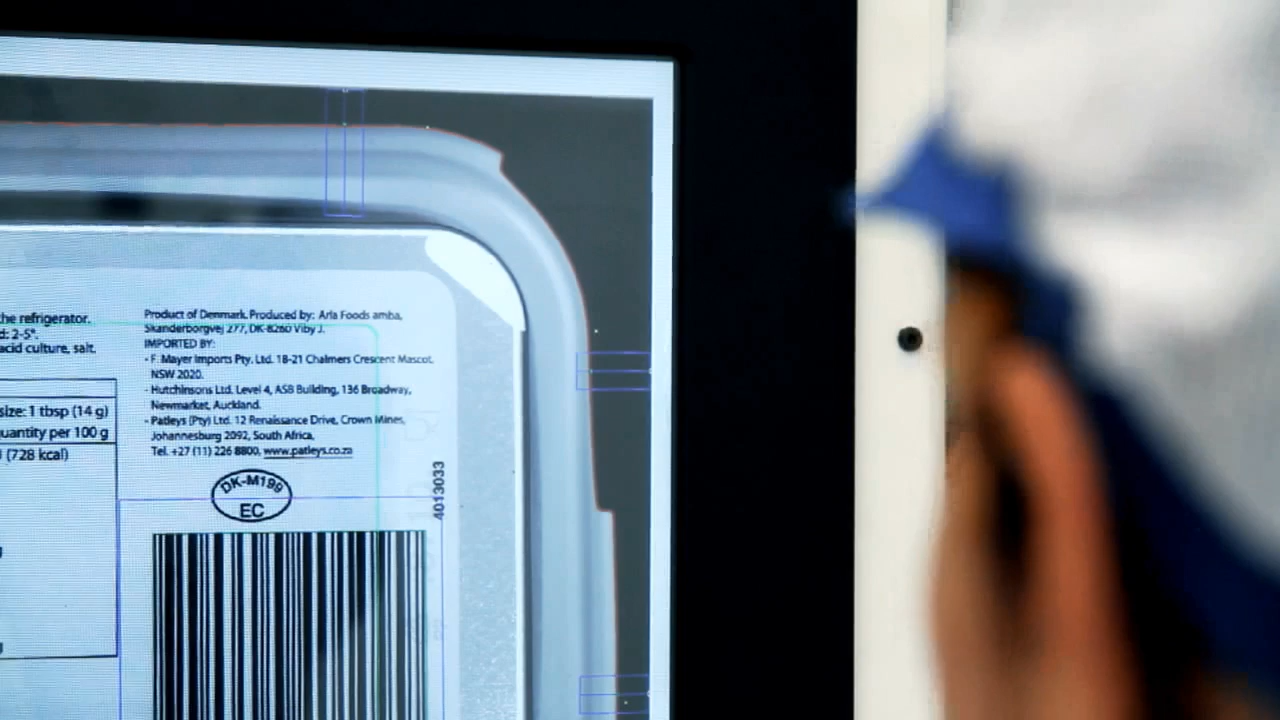 the refrigerator.
d: 2-5°.
acid culture, salt.
size: 1 tbsp (14 g)
uantity per 100 g
(728 kcal)
Product of Denmark. Produced by: Arla Foods amba,
Skanderborgvej 277, DK-8260 Viby J.
IMPORTED BY:
- F. Mayer Imports Pty. Ltd. 18-21 Chalmers Crescent Mascot,
NSW 2020.
- Hutchinsons Ltd. Level 4, ASB Building, 136 Broadway,
Newmarket, Auckland.
- Patleys (Pty) Ltd. 12 Renaissance Drive, Crown Mines,
Johannesburg 2092, South Africa,
Tel. +27 (11) 226 8800, www.patleys.co.za
DK-M199
EC
4013033